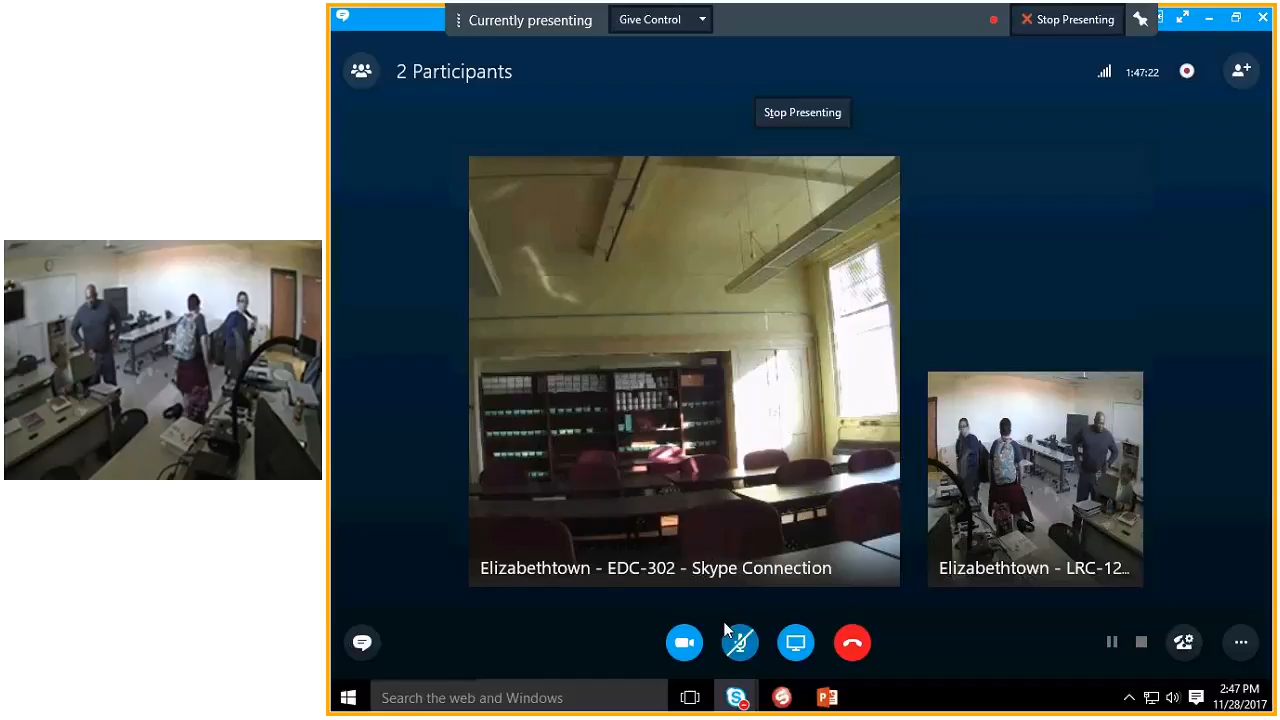 Currently presenting
Give Control
Stop Presenting
2 Participants
1:47:22
Stop Presenting
Elizabethtown - EDC-302 - Skype Connection
Elizabethtown - LRC-12...
Search the web and Windows
2:47 PM
11/28/2017